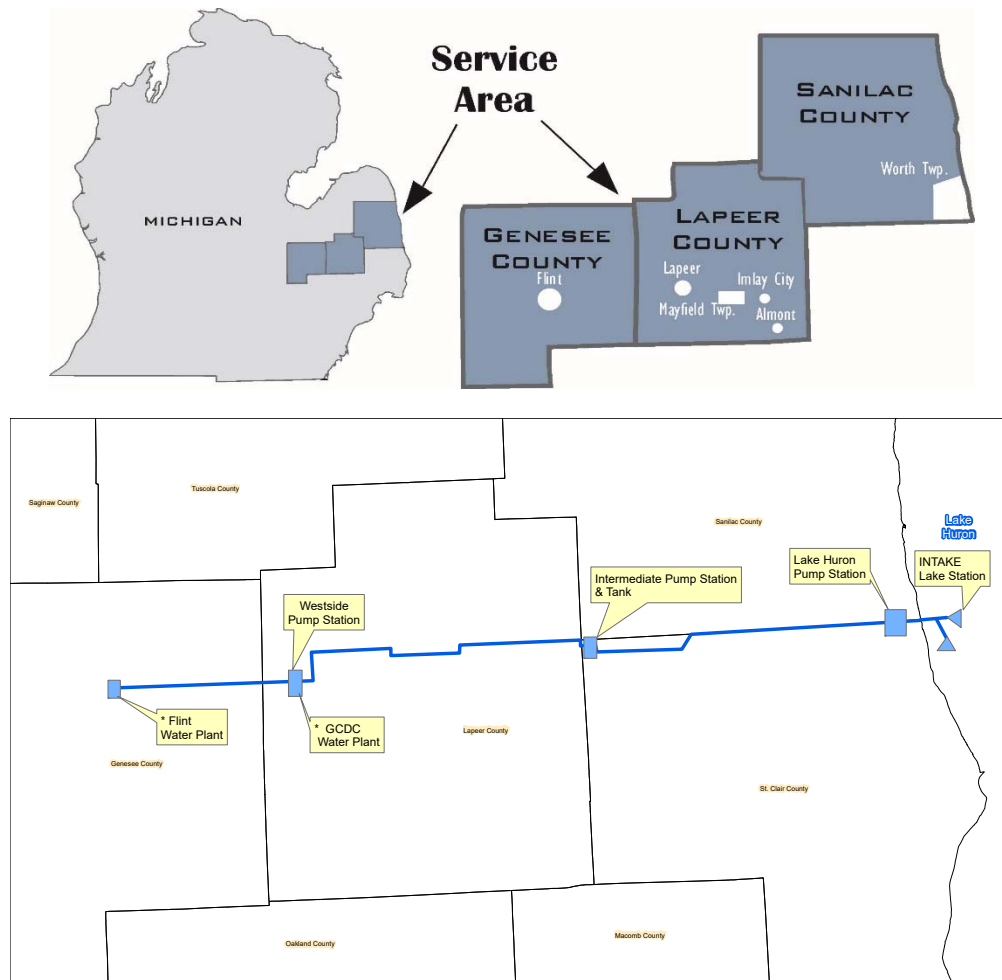 Service
Area
MICHIGAN
SANILAC
COUNTY
Worth Twp.
GENESEE
COUNTY
Flint
LAPEER
COUNTY
Lapeer
Imlay City
Mayfield Twp.
Almont
Saginaw County
Tuscola County
Sanilac County
Lake
Huron
INTAKE
Lake Station
Lake Huron
Pump Station
Intermediate Pump Station
& Tank
Westside
Pump Station
* Flint
Water Plant
* GCDC
Water Plant
Lapeer County
Genesee County
St. Clair County
Oakland County
Macomb County